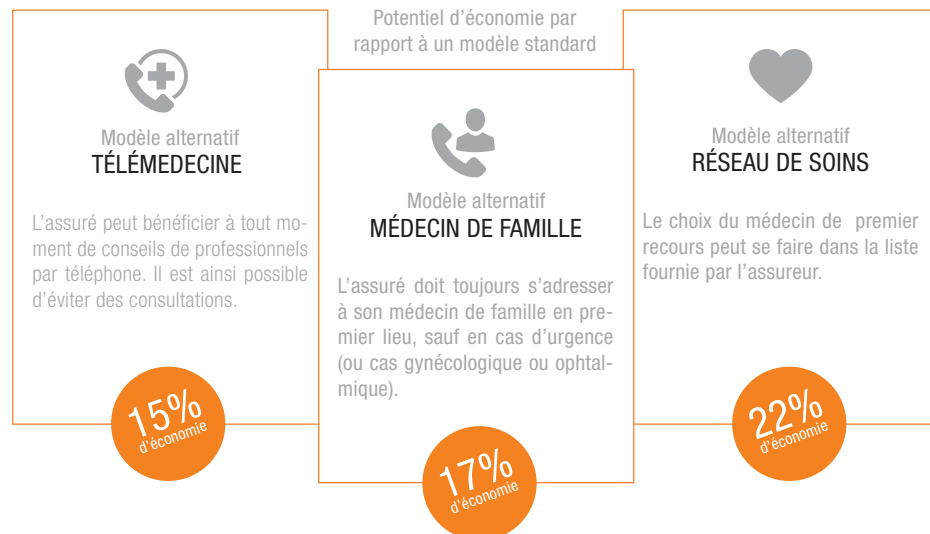 Potentiel d'économie par
rapport à un modèle standard
Modèle alternatif
TÉLÉMEDECINE
L'assuré peut bénéficier à tout mo-
ment de conseils de professionnels
par téléphone. Il est ainsi possible
d'éviter des consultations.
15%
d'économie
Modèle alternatif
MÉDECIN DE FAMILLE
L'assuré doit toujours s'adresser
à son médecin de famille en pre-
mier lieu, sauf en cas d'urgence
(ou cas gynécologique ou ophtal-
mique).
17%
d'économie
Modèle alternatif
RÉSEAU DE SOINS
Le choix du médecin de premier
recours peut se faire dans la liste
fournie par l'assureur.
22%
d'économie